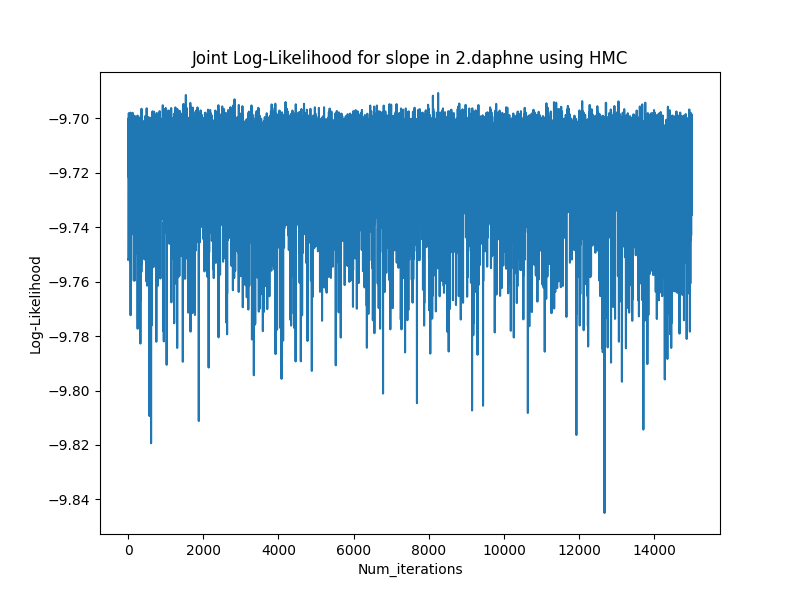 Joint Log-Likelihood for slope in 2.daphne using HMC
−9.70
−9.72
−9.74
−9.76
−9.78
−9.80
−9.82
−9.84
Log-Likelihood
0 2000 4000 6000 8000 10000 12000 14000
Num_iterations